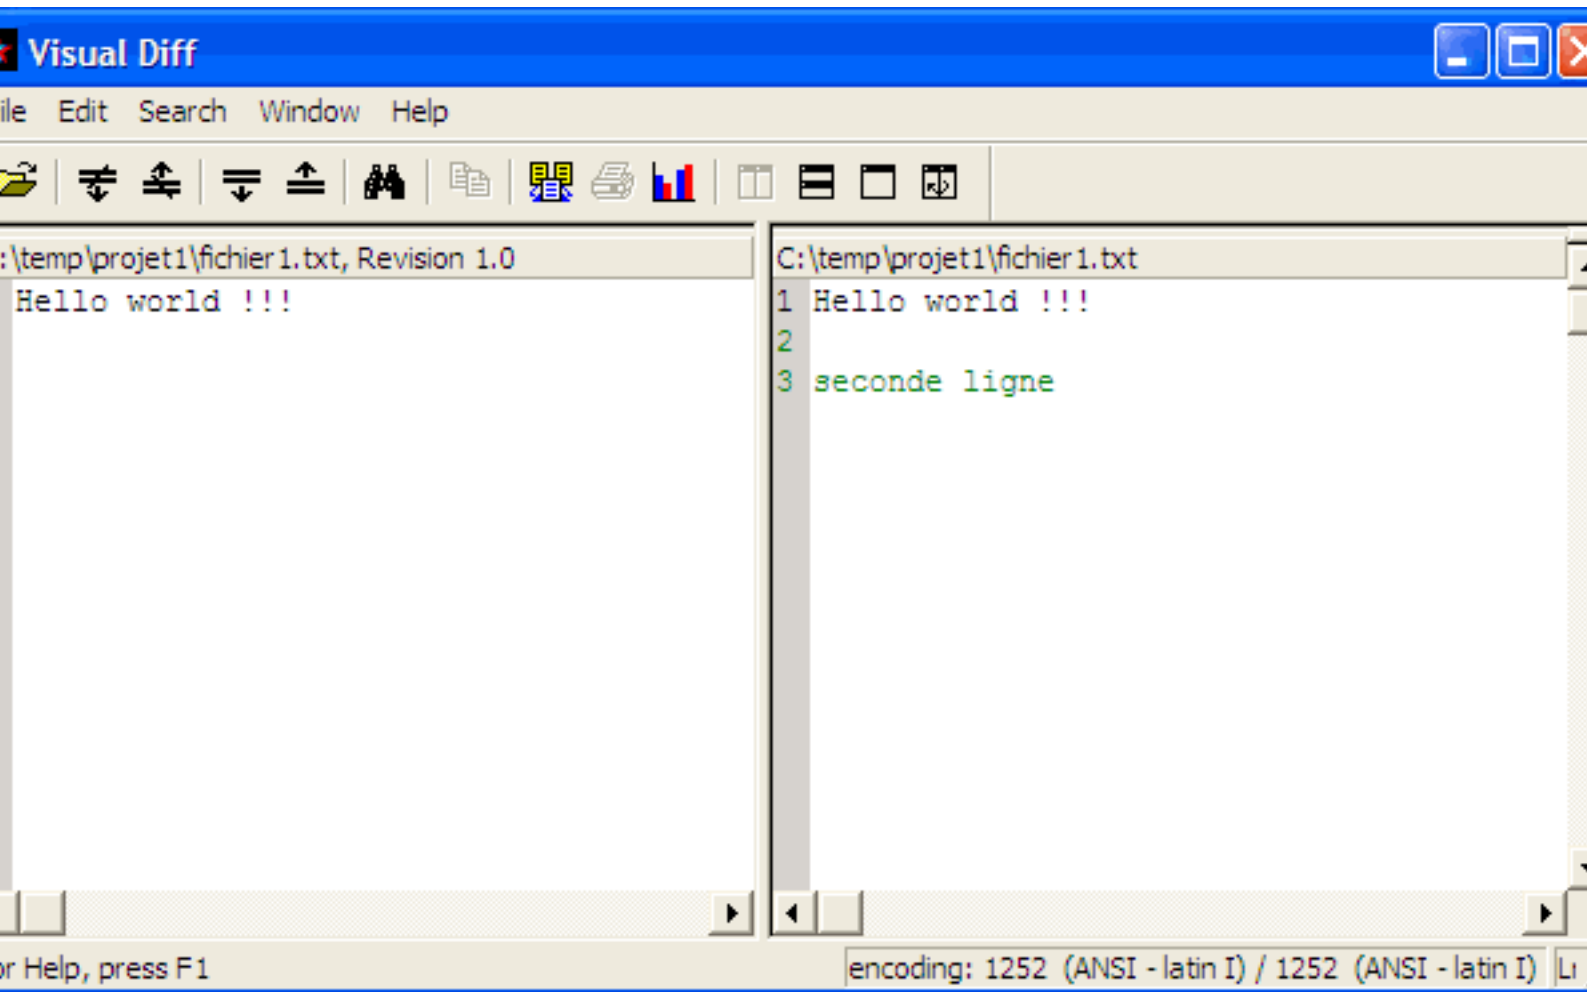 Visual Diff
ile Edit Search Window Help
:\temp\projet1\fichier1.txt, Revision 1.0
Hello world !!!
C:\temp\projet1\fichier1.txt
1 Hello world !!!
2
3 seconde ligne
or Help, press F1
encoding: 1252 (ANSI - latin I) / 1252 (ANSI - latin I)